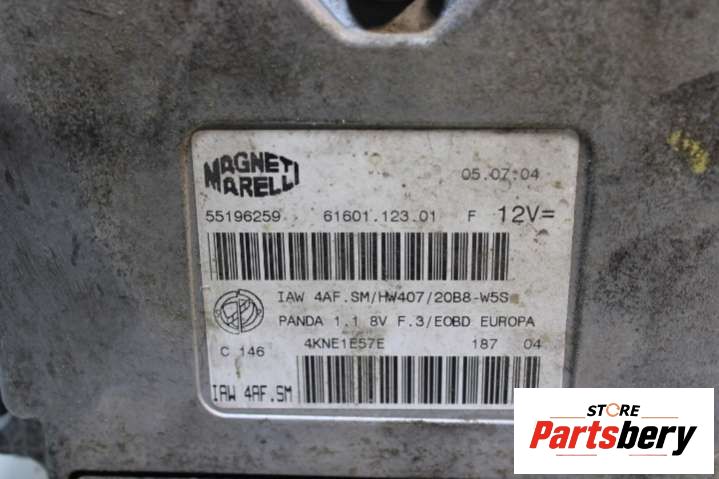 MAGNETI MARELLI
05.07.04
55196259 61601.123.01 F 12V=
IAW 4AF.SM/HW407/20B8-W5S
PANDA 1.1 8V F.3/EOBD EUROPA
C 146 4KNE1E57E 187 04
IAW 4AF.SM
STORE
Partsbery